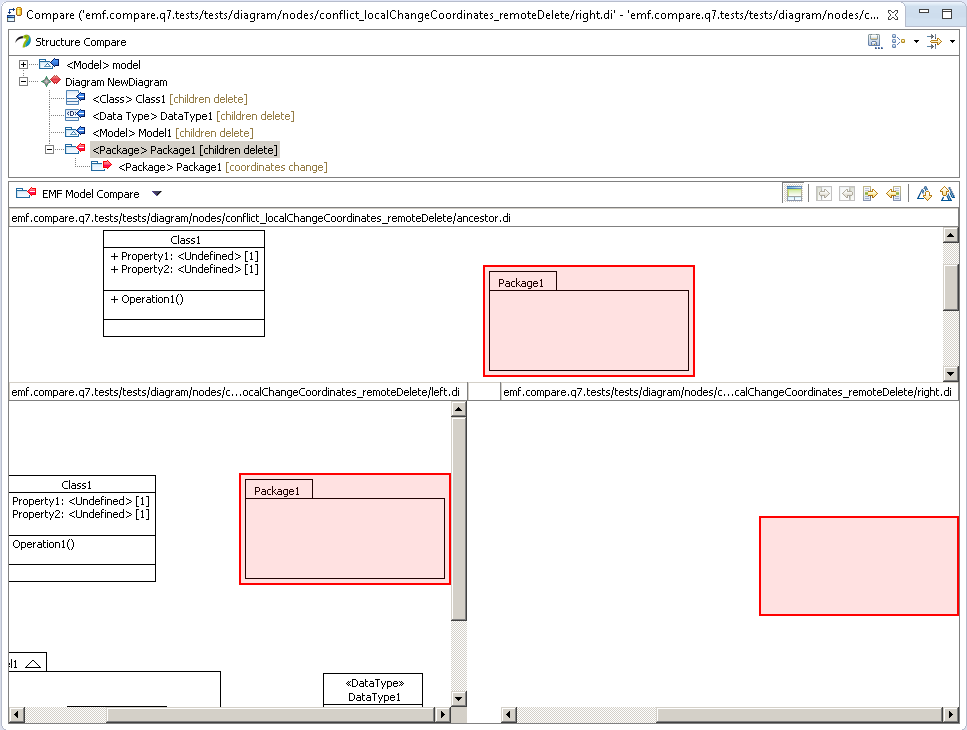 Compare ('emf.compare.q7.tests/tests/diagram/nodes/conflict_localChangeCoordinates_remoteDelete/right.di' - 'emf.compare.q7.tests/tests/diagram/nodes/c...
Structure Compare
<Model> model
Diagram NewDiagram
<Class> Class1 [children delete]
<Data Type> DataType1 [children delete]
<Model> Model1 [children delete]
<Package> Package1 [children delete]
<Package> Package1 [coordinates change]
EMF Model Compare
emf.compare.q7.tests/tests/diagram/nodes/conflict_localChangeCoordinates_remoteDelete/ancestor.di
Class1
+ Property1: <Undefined> [1]
+ Property2: <Undefined> [1]
+ Operation1()
Package1
emf.compare.q7.tests/tests/diagram/nodes/c...ocalChangeCoordinates_remoteDelete/left.di
emf.compare.q7.tests/tests/diagram/nodes/c...calChangeCoordinates_remoteDelete/right.di
Class1
Property1: <Undefined> [1]
Property2: <Undefined> [1]
Operation1()
Package1
el1
«DataType»
DataType1